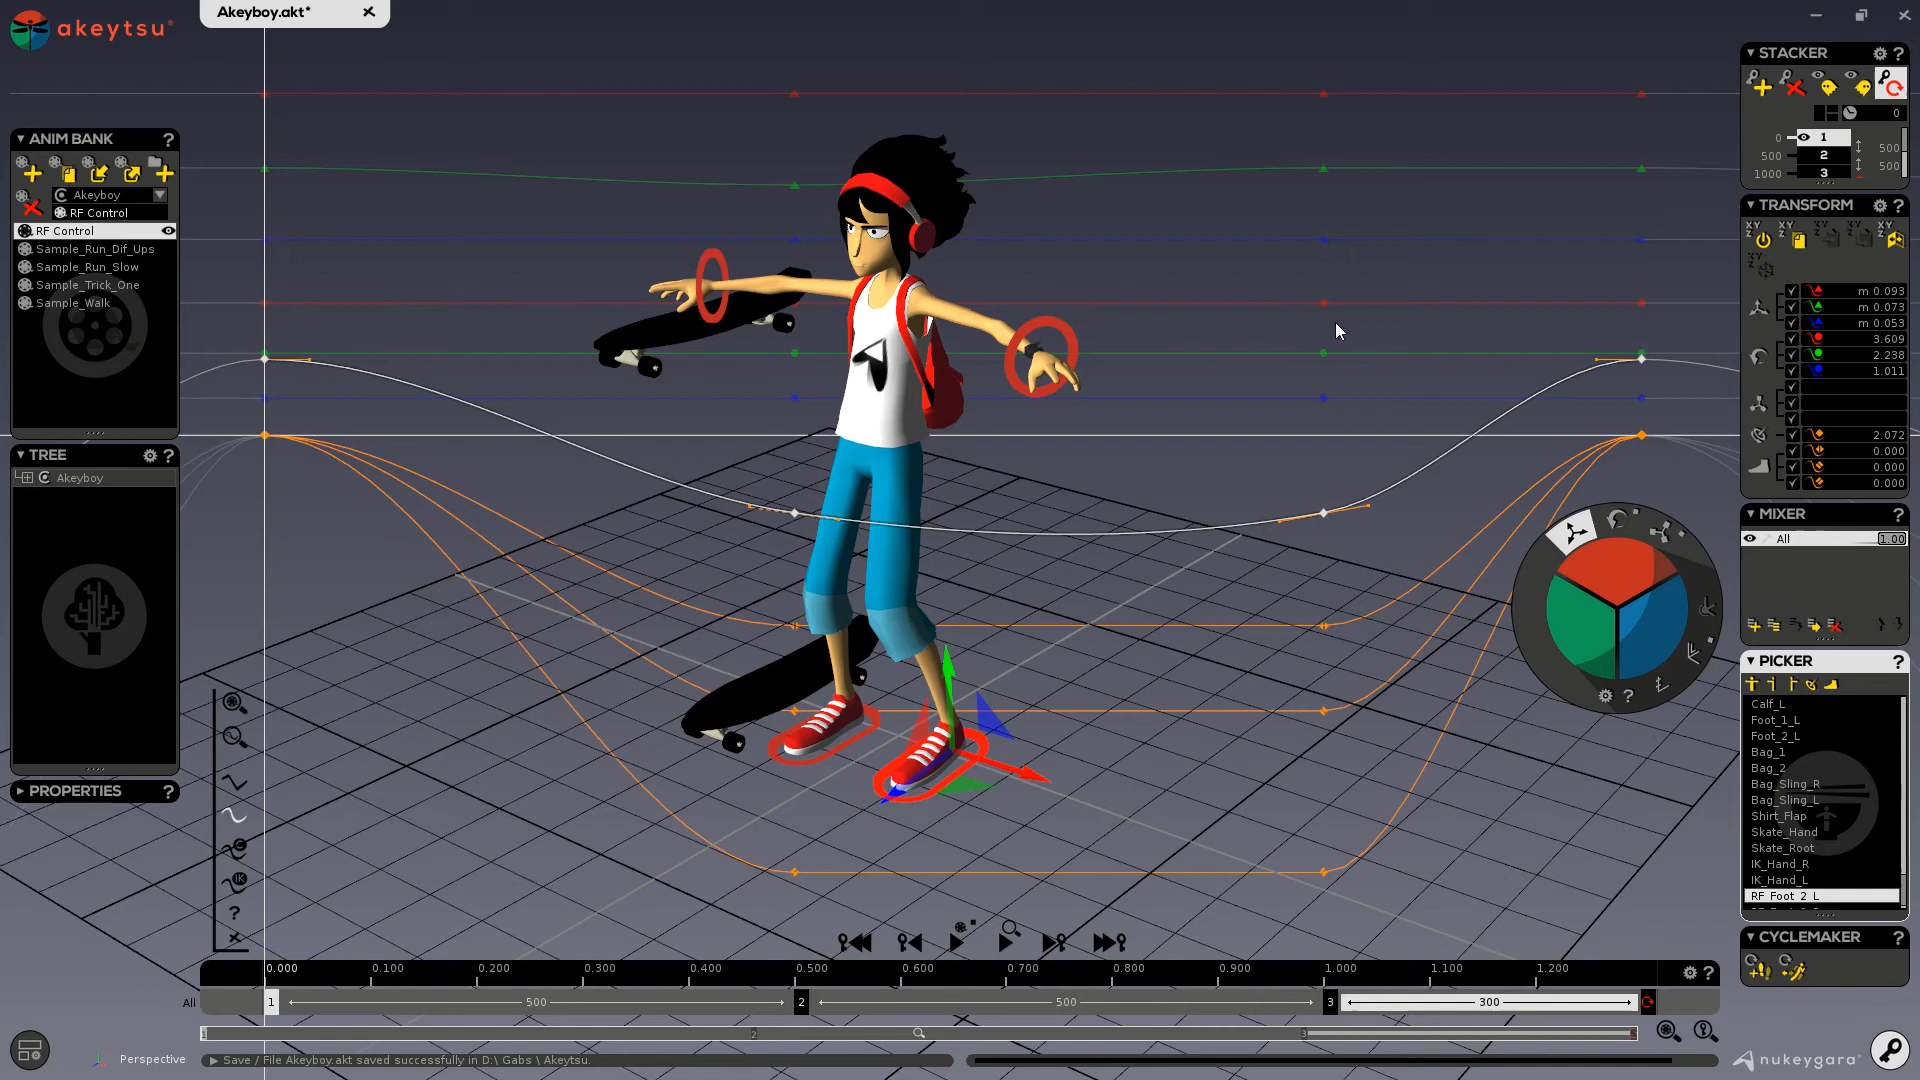 akeytsu®
Akeyboy.akt*
STACKER ?
0
0 1
500 2 500
1000 3 500
ANIM BANK ?
Akeyboy
RF Control
RF Control
Sample_Run_Dif_Ups
Sample_Run_Slow
Sample_Trick_One
Sample_Walk
TRANSFORM ?
m 0.093
m 0.073
m 0.053
3.609
2.238
1.011
2.072
0.000
0.000
0.000
TREE ?
Akeyboy
MIXER ?
All 1.00
PICKER ?
Calf_L
Foot_1_L
Foot_2_L
Bag_1
Bag_2
Bag_Sling_R
Bag_Sling_L
Shirt_Flap
Skate_Hand
Skate_Root
IK_Hand_R
IK_Hand_L
RF_Foot_2_L
PROPERTIES ?
IK
?
?
CYCLEMAKER ?
0.000 0.100 0.200 0.300 0.400 0.500 0.600 0.700 0.800 0.900 1.000 1.100 1.200 ?
All 1 500 2 500 3 300
1 2 3
Perspective
Save / File Akeyboy.akt saved successfully in D:\ Gabs \ Akeytsu.
nukeygara®